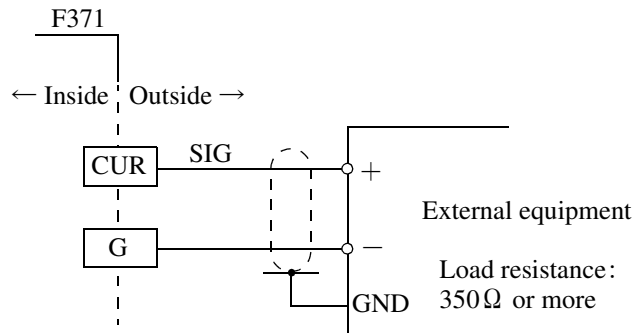 F371
← Inside Outside →
CUR SIG +
G −
External equipment
Load resistance:
350Ω or more
GND